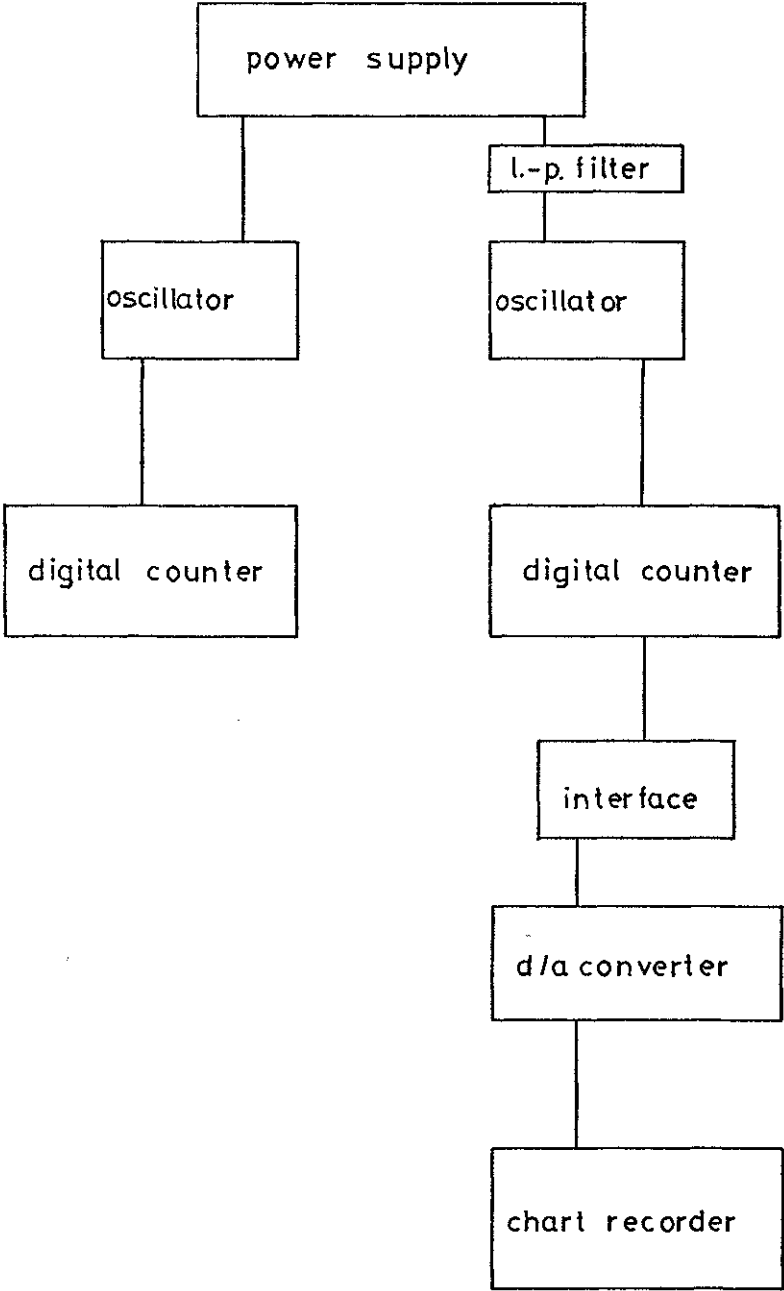 power supply
l.-p. filter
oscillator
oscillator
digital counter
digital counter
interface
d/a converter
chart recorder